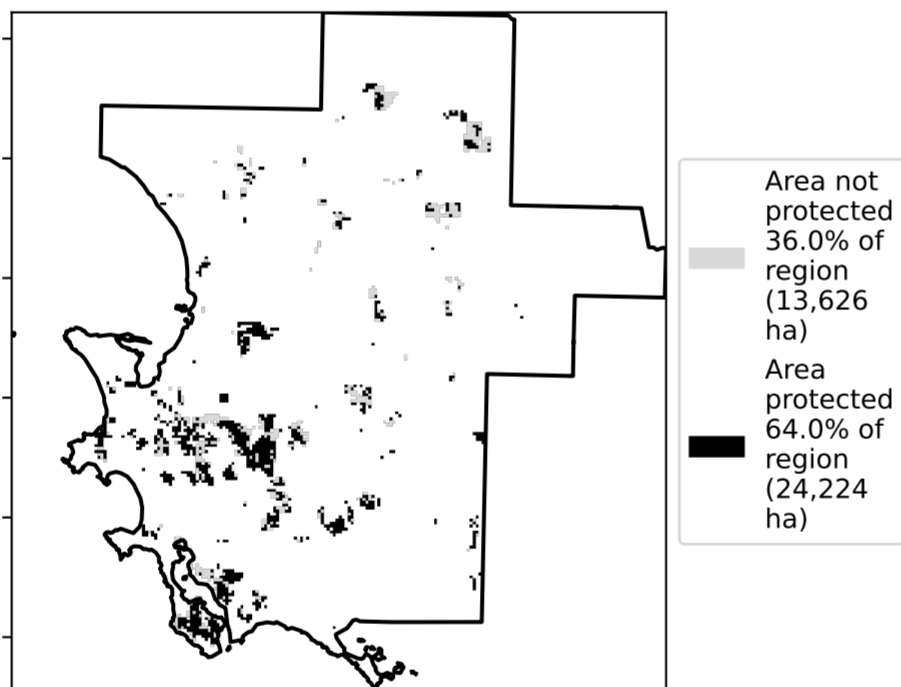 Area not
protected
36.0% of
region
(13,626
ha)
Area
protected
64.0% of
region
(24,224
ha)